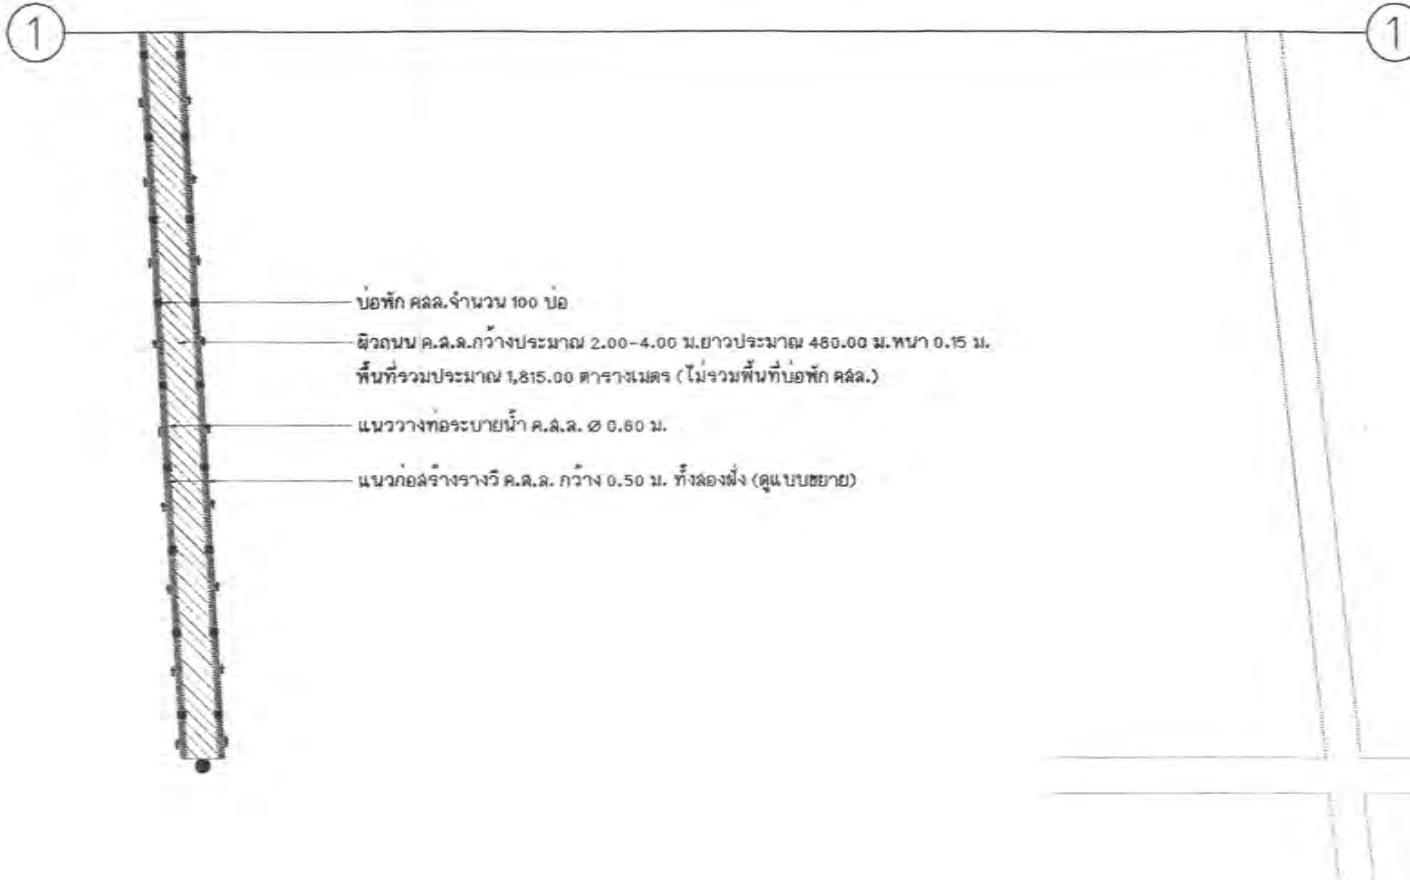 1
1
บ่อพัก คสล.จำนวน 100 บ่อ
ผิวถนน ค.ส.ล.กว้างประมาณ 2.00-4.00 ม.ยาวประมาณ 480.00 ม.หนา 0.15 ม.
พื้นที่รวมประมาณ 1,815.00 ตารางเมตร (ไม่รวมพื้นที่บ่อพัก คสล.)
แนววางท่อระบายน้ำ ค.ส.ล. Ø 0.60 ม.
แนวก่อสร้างรางวี ค.ส.ล. กว้าง 0.50 ม. ทั้งสองฝั่ง (ดูแบบขยาย)